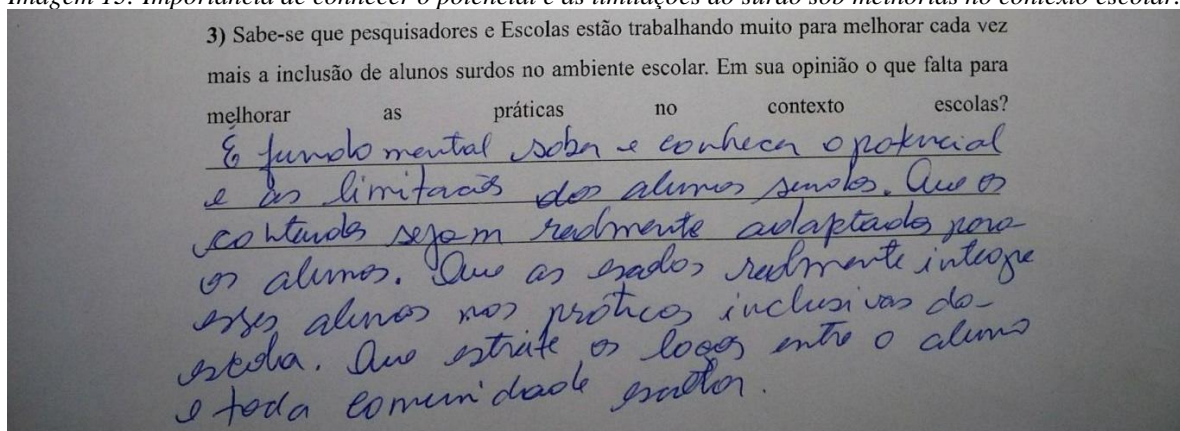 Imagem 15: Importância de conhecer o potencial e as limitações do surdo sob melhorias no contexto escolar.
3) Sabe-se que pesquisadores e Escolas estão trabalhando muito para melhorar cada vez
mais a inclusão de alunos surdos no ambiente escolar. Em sua opinião o que falta para
melhorar as práticas no contexto escolas?
É fundamental saber e conhecer o potencial
e as limitações dos alunos surdos. Que os
conteúdos sejam realmente adaptados para
os alunos. Que as realmente integre
esses alunos nas práticas inclusivas da
escola. Que estreite os laços entre o aluno
e toda comunidade escolar.